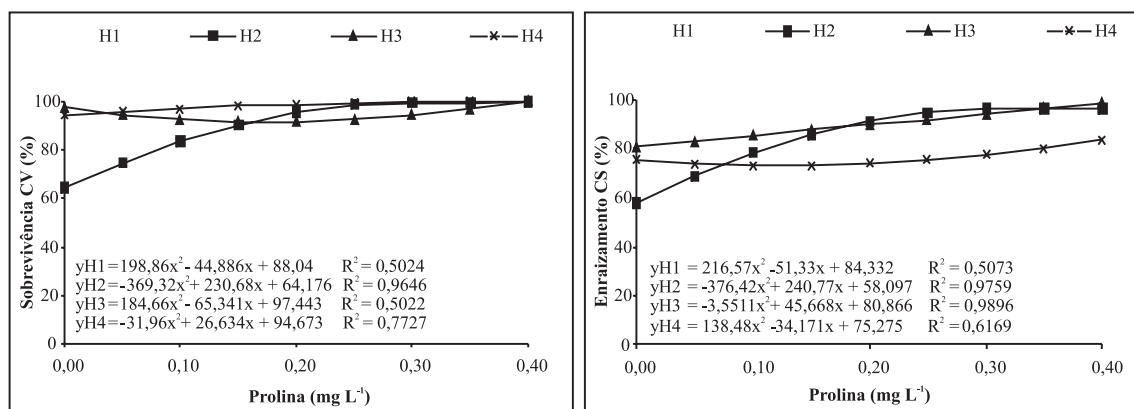 H1 H2 H3 H4
Sobrevivência CV (%)
100
80
60
40
20
0
yH1=198,86x² - 44,886x + 88,04 R² = 0,5024
yH2=-369,32x² + 230,68x + 64,176 R² = 0,9646
yH3=184,66x² - 65,341x + 97,443 R² = 0,5022
yH4=-31,96x² + 26,634x + 94,673 R² = 0,7727
0,00 0,10 0,20 0,30 0,40
Prolina (mg L⁻¹)
H1 H2 H3 H4
Enraizamento CS (%)
100
80
60
40
20
0
yH1 = 216,57x² -51,33x + 84,332 R² = 0,5073
yH2 = -376,42x² + 240,77x + 58,097 R² = 0,9759
yH3 = -3,5511x² + 45,668x + 80,866 R² = 0,9896
yH4 = 138,48x² -34,171x + 75,275 R² = 0,6169
0,00 0,10 0,20 0,30 0,40
Prolina (mg L⁻¹)